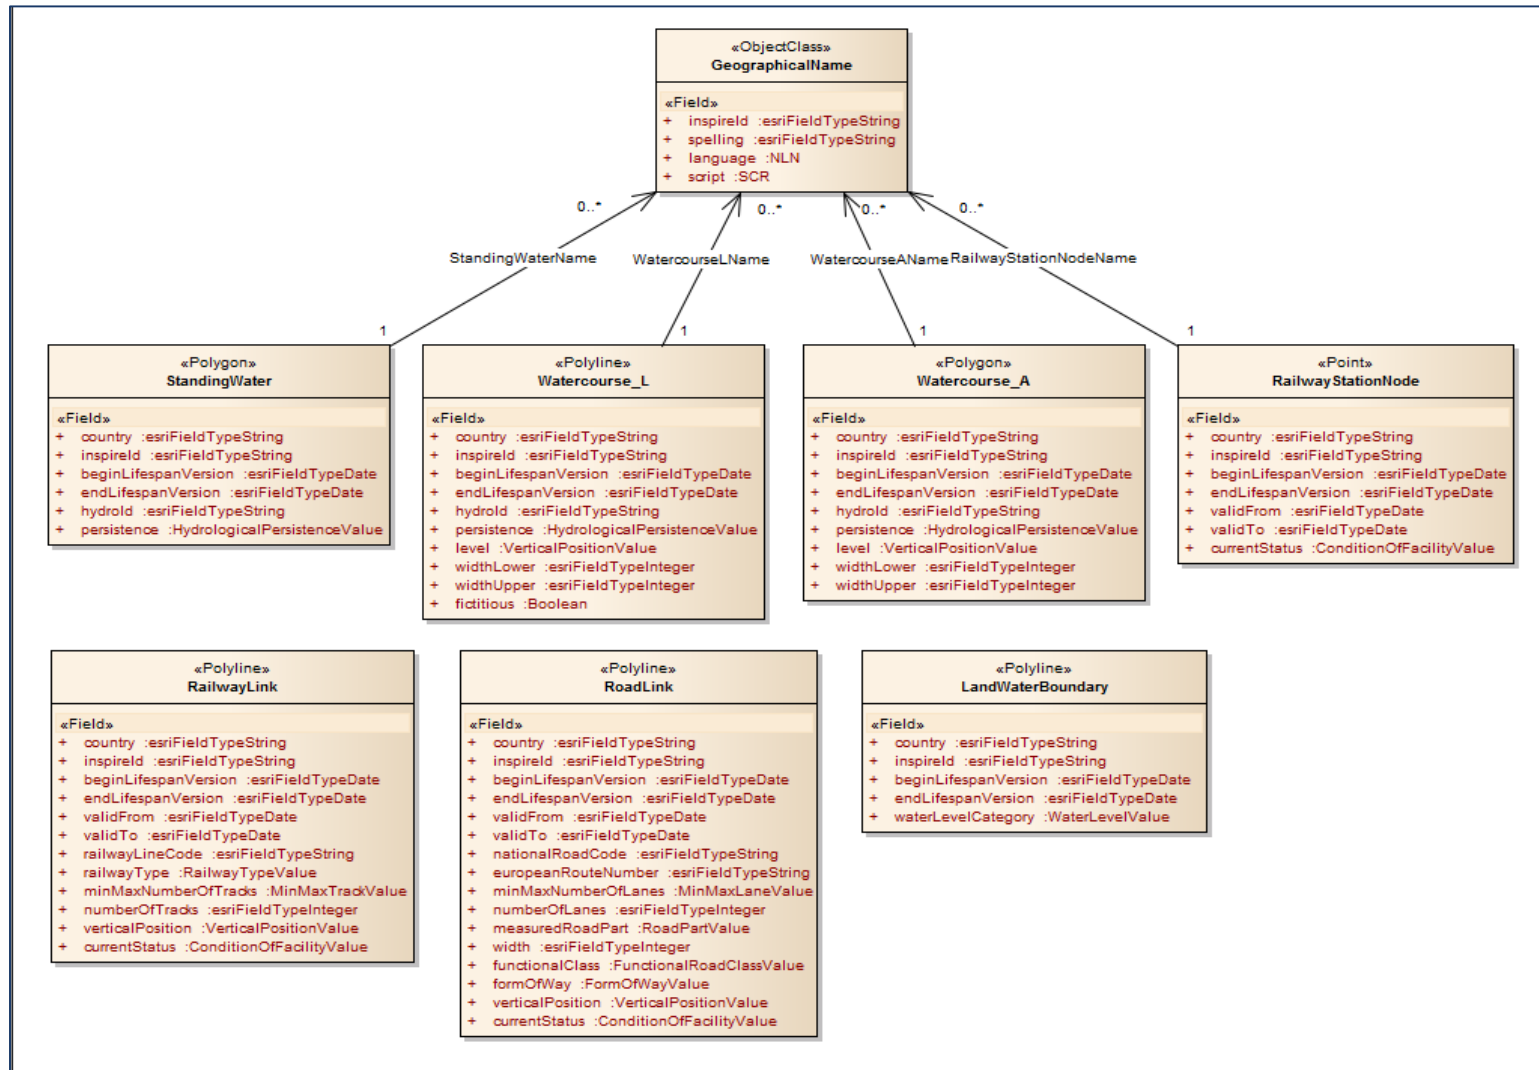 «ObjectClass»
GeographicalName
«Field»
+ inspireId :esriFieldTypeString
+ spelling :esriFieldTypeString
+ language :NLN
+ script :SCR
0..*
0..*
0..*
0..*
StandingWaterName
WatercourseLName
WatercourseAName
RailwayStationNodeName
1
1
1
1
«Polygon»
StandingWater
«Field»
+ country :esriFieldTypeString
+ inspireId :esriFieldTypeString
+ beginLifespanVersion :esriFieldTypeDate
+ endLifespanVersion :esriFieldTypeDate
+ hydroId :esriFieldTypeString
+ persistence :HydrologicalPersistenceValue
«Polyline»
Watercourse_L
«Field»
+ country :esriFieldTypeString
+ inspireId :esriFieldTypeString
+ beginLifespanVersion :esriFieldTypeDate
+ endLifespanVersion :esriFieldTypeDate
+ hydroId :esriFieldTypeString
+ persistence :HydrologicalPersistenceValue
+ level :VerticalPositionValue
+ widthLower :esriFieldTypeInteger
+ widthUpper :esriFieldTypeInteger
+ fictitious :Boolean
«Polygon»
Watercourse_A
«Field»
+ country :esriFieldTypeString
+ inspireId :esriFieldTypeString
+ beginLifespanVersion :esriFieldTypeDate
+ endLifespanVersion :esriFieldTypeDate
+ hydroId :esriFieldTypeString
+ persistence :HydrologicalPersistenceValue
+ level :VerticalPositionValue
+ widthLower :esriFieldTypeInteger
+ widthUpper :esriFieldTypeInteger
«Point»
RailwayStationNode
«Field»
+ country :esriFieldTypeString
+ inspireId :esriFieldTypeString
+ beginLifespanVersion :esriFieldTypeDate
+ endLifespanVersion :esriFieldTypeDate
+ validFrom :esriFieldTypeDate
+ validTo :esriFieldTypeDate
+ currentStatus :ConditionOfFacilityValue
«Polyline»
RailwayLink
«Field»
+ country :esriFieldTypeString
+ inspireId :esriFieldTypeString
+ beginLifespanVersion :esriFieldTypeDate
+ endLifespanVersion :esriFieldTypeDate
+ validFrom :esriFieldTypeDate
+ validTo :esriFieldTypeDate
+ railwayLineCode :esriFieldTypeString
+ railwayType :RailwayTypeValue
+ minMaxNumberOfTracks :MinMaxTrackValue
+ numberOfTracks :esriFieldTypeInteger
+ verticalPosition :VerticalPositionValue
+ currentStatus :ConditionOfFacilityValue
«Polyline»
RoadLink
«Field»
+ country :esriFieldTypeString
+ inspireId :esriFieldTypeString
+ beginLifespanVersion :esriFieldTypeDate
+ endLifespanVersion :esriFieldTypeDate
+ validFrom :esriFieldTypeDate
+ validTo :esriFieldTypeDate
+ nationalRoadCode :esriFieldTypeString
+ europeanRouteNumber :esriFieldTypeString
+ minMaxNumberOfLanes :MinMaxLaneValue
+ numberOfLanes :esriFieldTypeInteger
+ measuredRoadPart :RoadPartValue
+ width :esriFieldTypeInteger
+ functionalClass :FunctionalRoadClassValue
+ formOfWay :FormOfWayValue
+ verticalPosition :VerticalPositionValue
+ currentStatus :ConditionOfFacilityValue
«Polyline»
LandWaterBoundary
«Field»
+ country :esriFieldTypeString
+ inspireId :esriFieldTypeString
+ beginLifespanVersion :esriFieldTypeDate
+ endLifespanVersion :esriFieldTypeDate
+ waterLevelCategory :WaterLevelValue